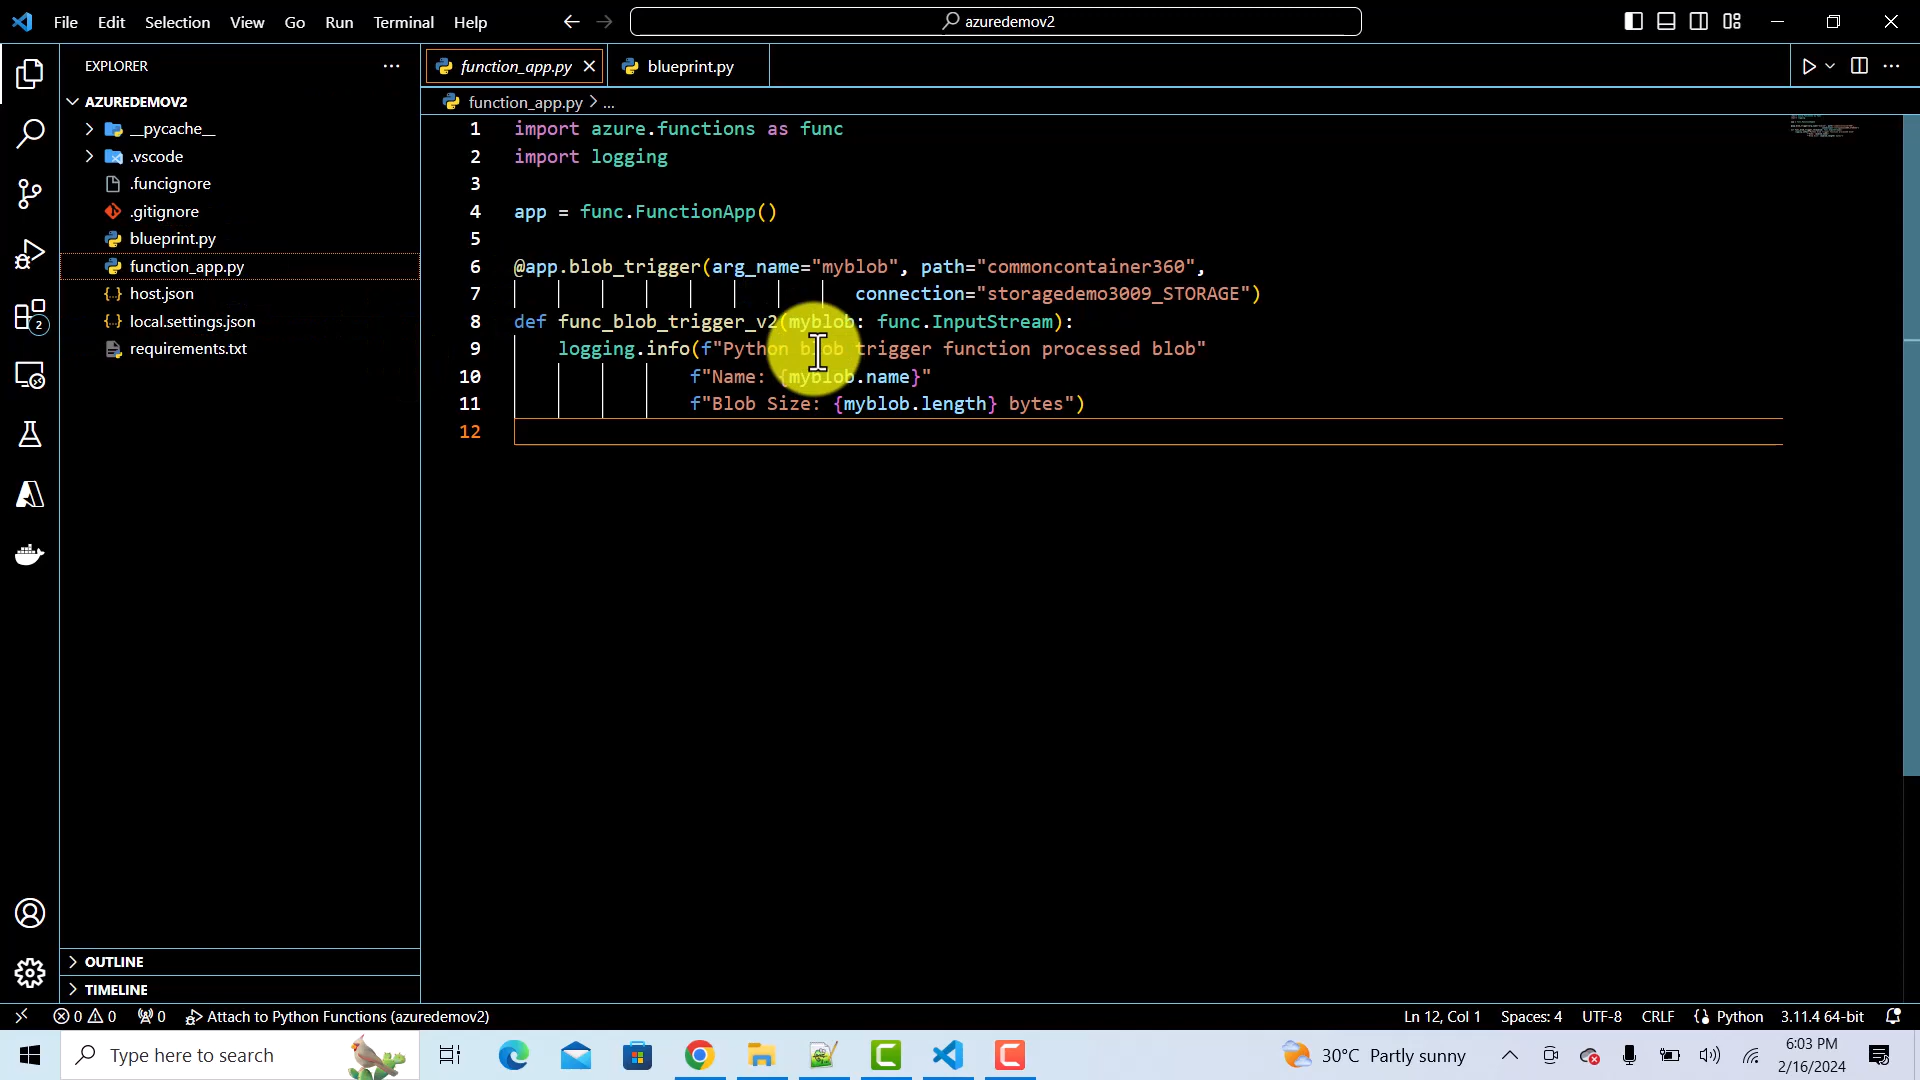 File Edit Selection View Go Run Terminal Help
azuredemov2
EXPLORER
AZUREDEMOV2
__pycache__
.vscode
.funcignore
.gitignore
blueprint.py
function_app.py
host.json
local.settings.json
requirements.txt
OUTLINE
TIMELINE
2
function_app.py
blueprint.py
function_app.py > ...
1 import azure.functions as func
2 import logging
3
4 app = func.FunctionApp()
5
6 @app.blob_trigger(arg_name="myblob", path="commoncontainer360",
7 connection="storagedemo3009_STORAGE")
8 def func_blob_trigger_v2(myblob: func.InputStream):
9 logging.info(f"Python blob trigger function processed blob"
10 f"Name: {myblob.name}"
11 f"Blob Size: {myblob.length} bytes")
12
0 0 0 Attach to Python Functions (azuredemov2)
Ln 12, Col 1 Spaces: 4 UTF-8 CRLF Python 3.11.4 64-bit
Type here to search
30°C Partly sunny
6:03 PM
2/16/2024